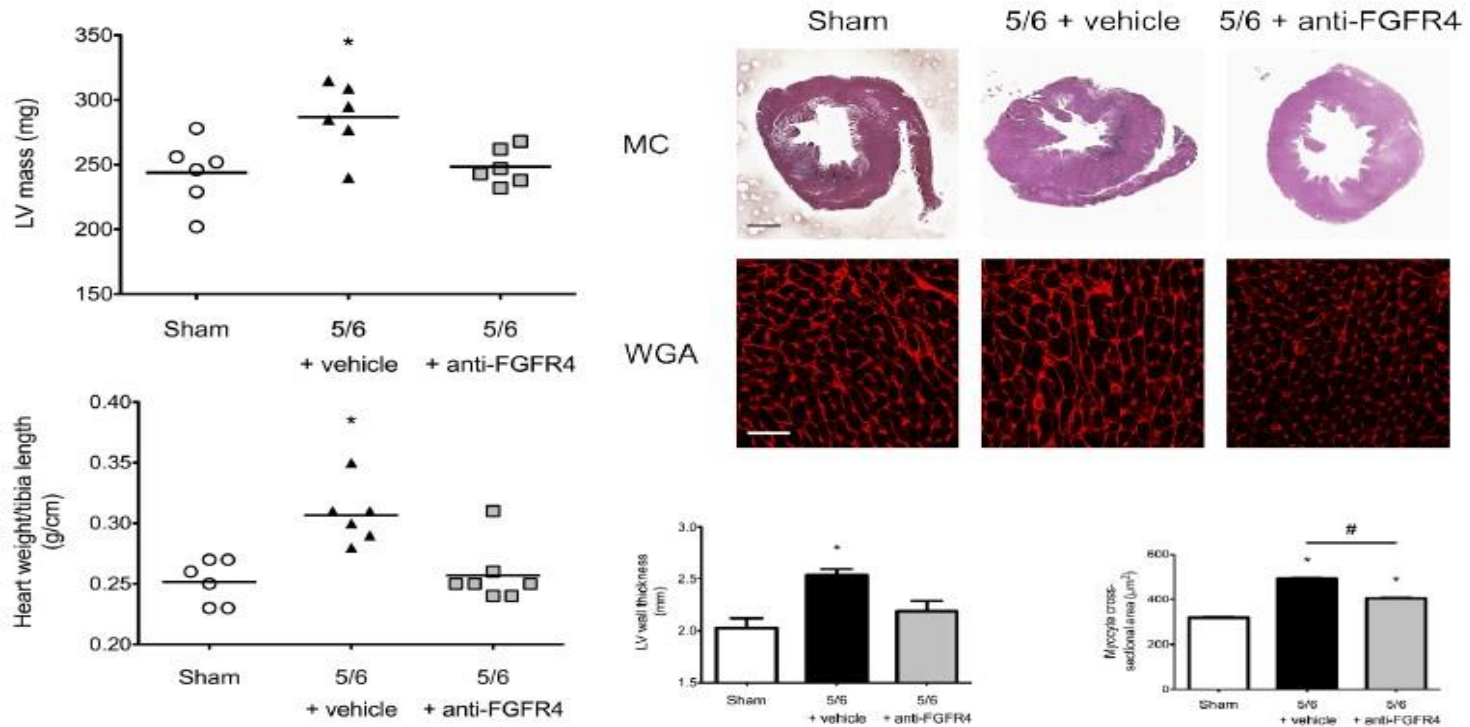 350
300
250
200
150
LV mass (mg)
*
Sham
5/6
+ vehicle
5/6
+ anti-FGFR4
0.40
0.35
0.30
0.25
0.20
Heart weight/tibia length
(g/cm)
*
Sham
5/6
+ vehicle
5/6
+ anti-FGFR4
Sham 5/6 + vehicle 5/6 + anti-FGFR4
MC
WGA
3.0
2.5
2.0
1.5
LV wall thickness
(mm)
*
Sham
5/6
+ vehicle
5/6
+ anti-FGFR4
600
400
200
0
Myocyte cross-
sectional area (μm²)
#
*
*
Sham
5/6
+ vehicle
5/6
+ anti-FGFR4